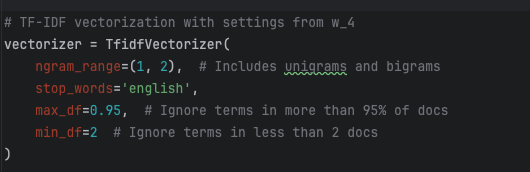 # TF-IDF vectorization with settings from w_4
vectorizer = TfidfVectorizer(
    ngram_range=(1, 2),  # Includes unigrams and bigrams
    stop_words='english',
    max_df=0.95,  # Ignore terms in more than 95% of docs
    min_df=2  # Ignore terms in less than 2 docs
)